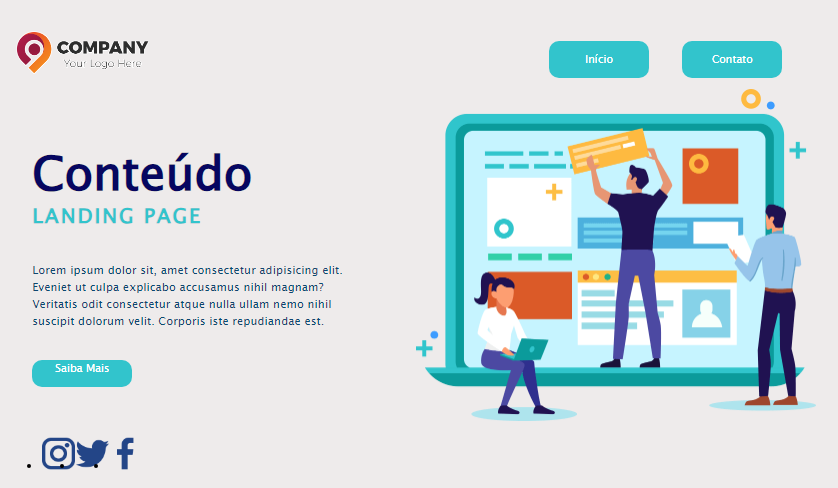 COMPANY
Your Logo Here
Início
Contato
Conteúdo
LANDING PAGE
Lorem ipsum dolor sit, amet consectetur adipisicing elit.
Eveniet ut culpa explicabo accusamus nihil magnam?
Veritatis odit consectetur atque nulla ullam nemo nihil
suscipit dolorum velit. Corporis iste repudiandae est.
Saiba Mais